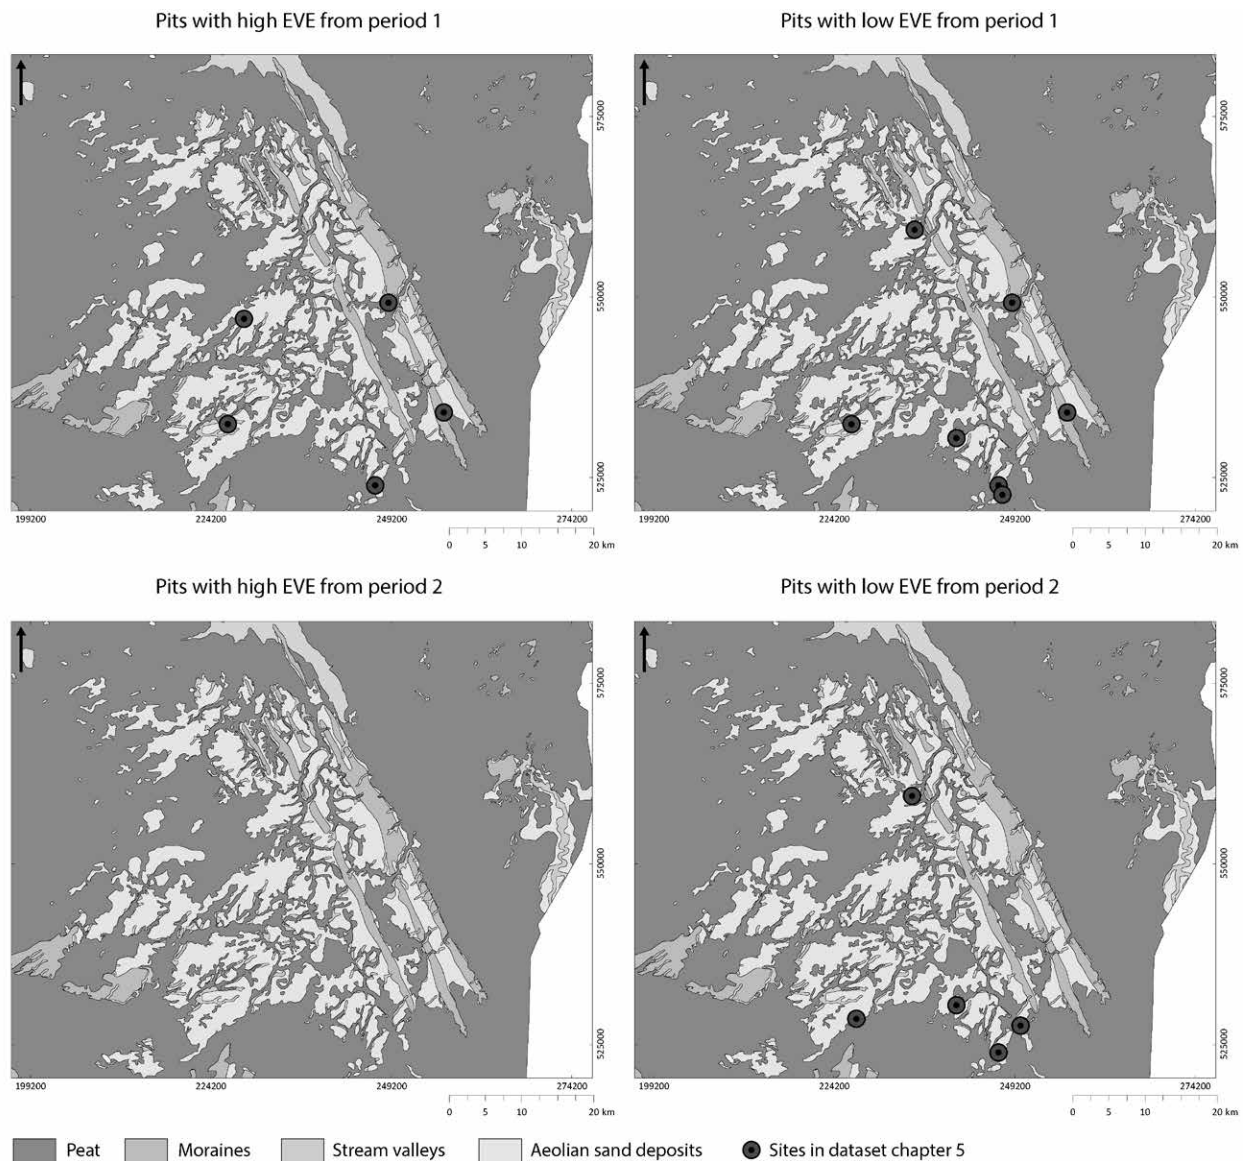 Pits with high EVE from period 1
Pits with low EVE from period 1
575000
550000
525000
199200 224200 249200 274200
0 5 10 20 km
575000
550000
525000
199200 224200 249200 274200
0 5 10 20 km
Pits with high EVE from period 2
Pits with low EVE from period 2
575000
550000
525000
199200 224200 249200 274200
0 5 10 20 km
575000
550000
525000
199200 224200 249200 274200
0 5 10 20 km
Peat Moraines Stream valleys Aeolian sand deposits Sites in dataset chapter 5